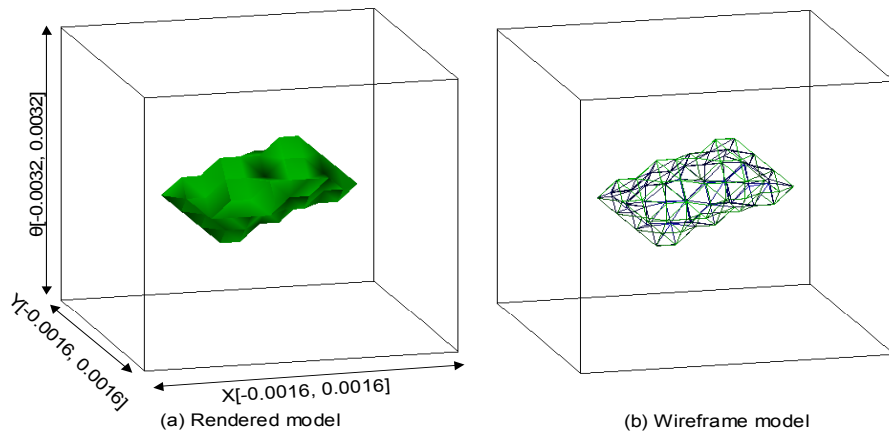 θ[-0.0032, 0.0032]
Y[-0.0016, 0.0016]
X[-0.0016, 0.0016]
(a) Rendered model
(b) Wireframe model